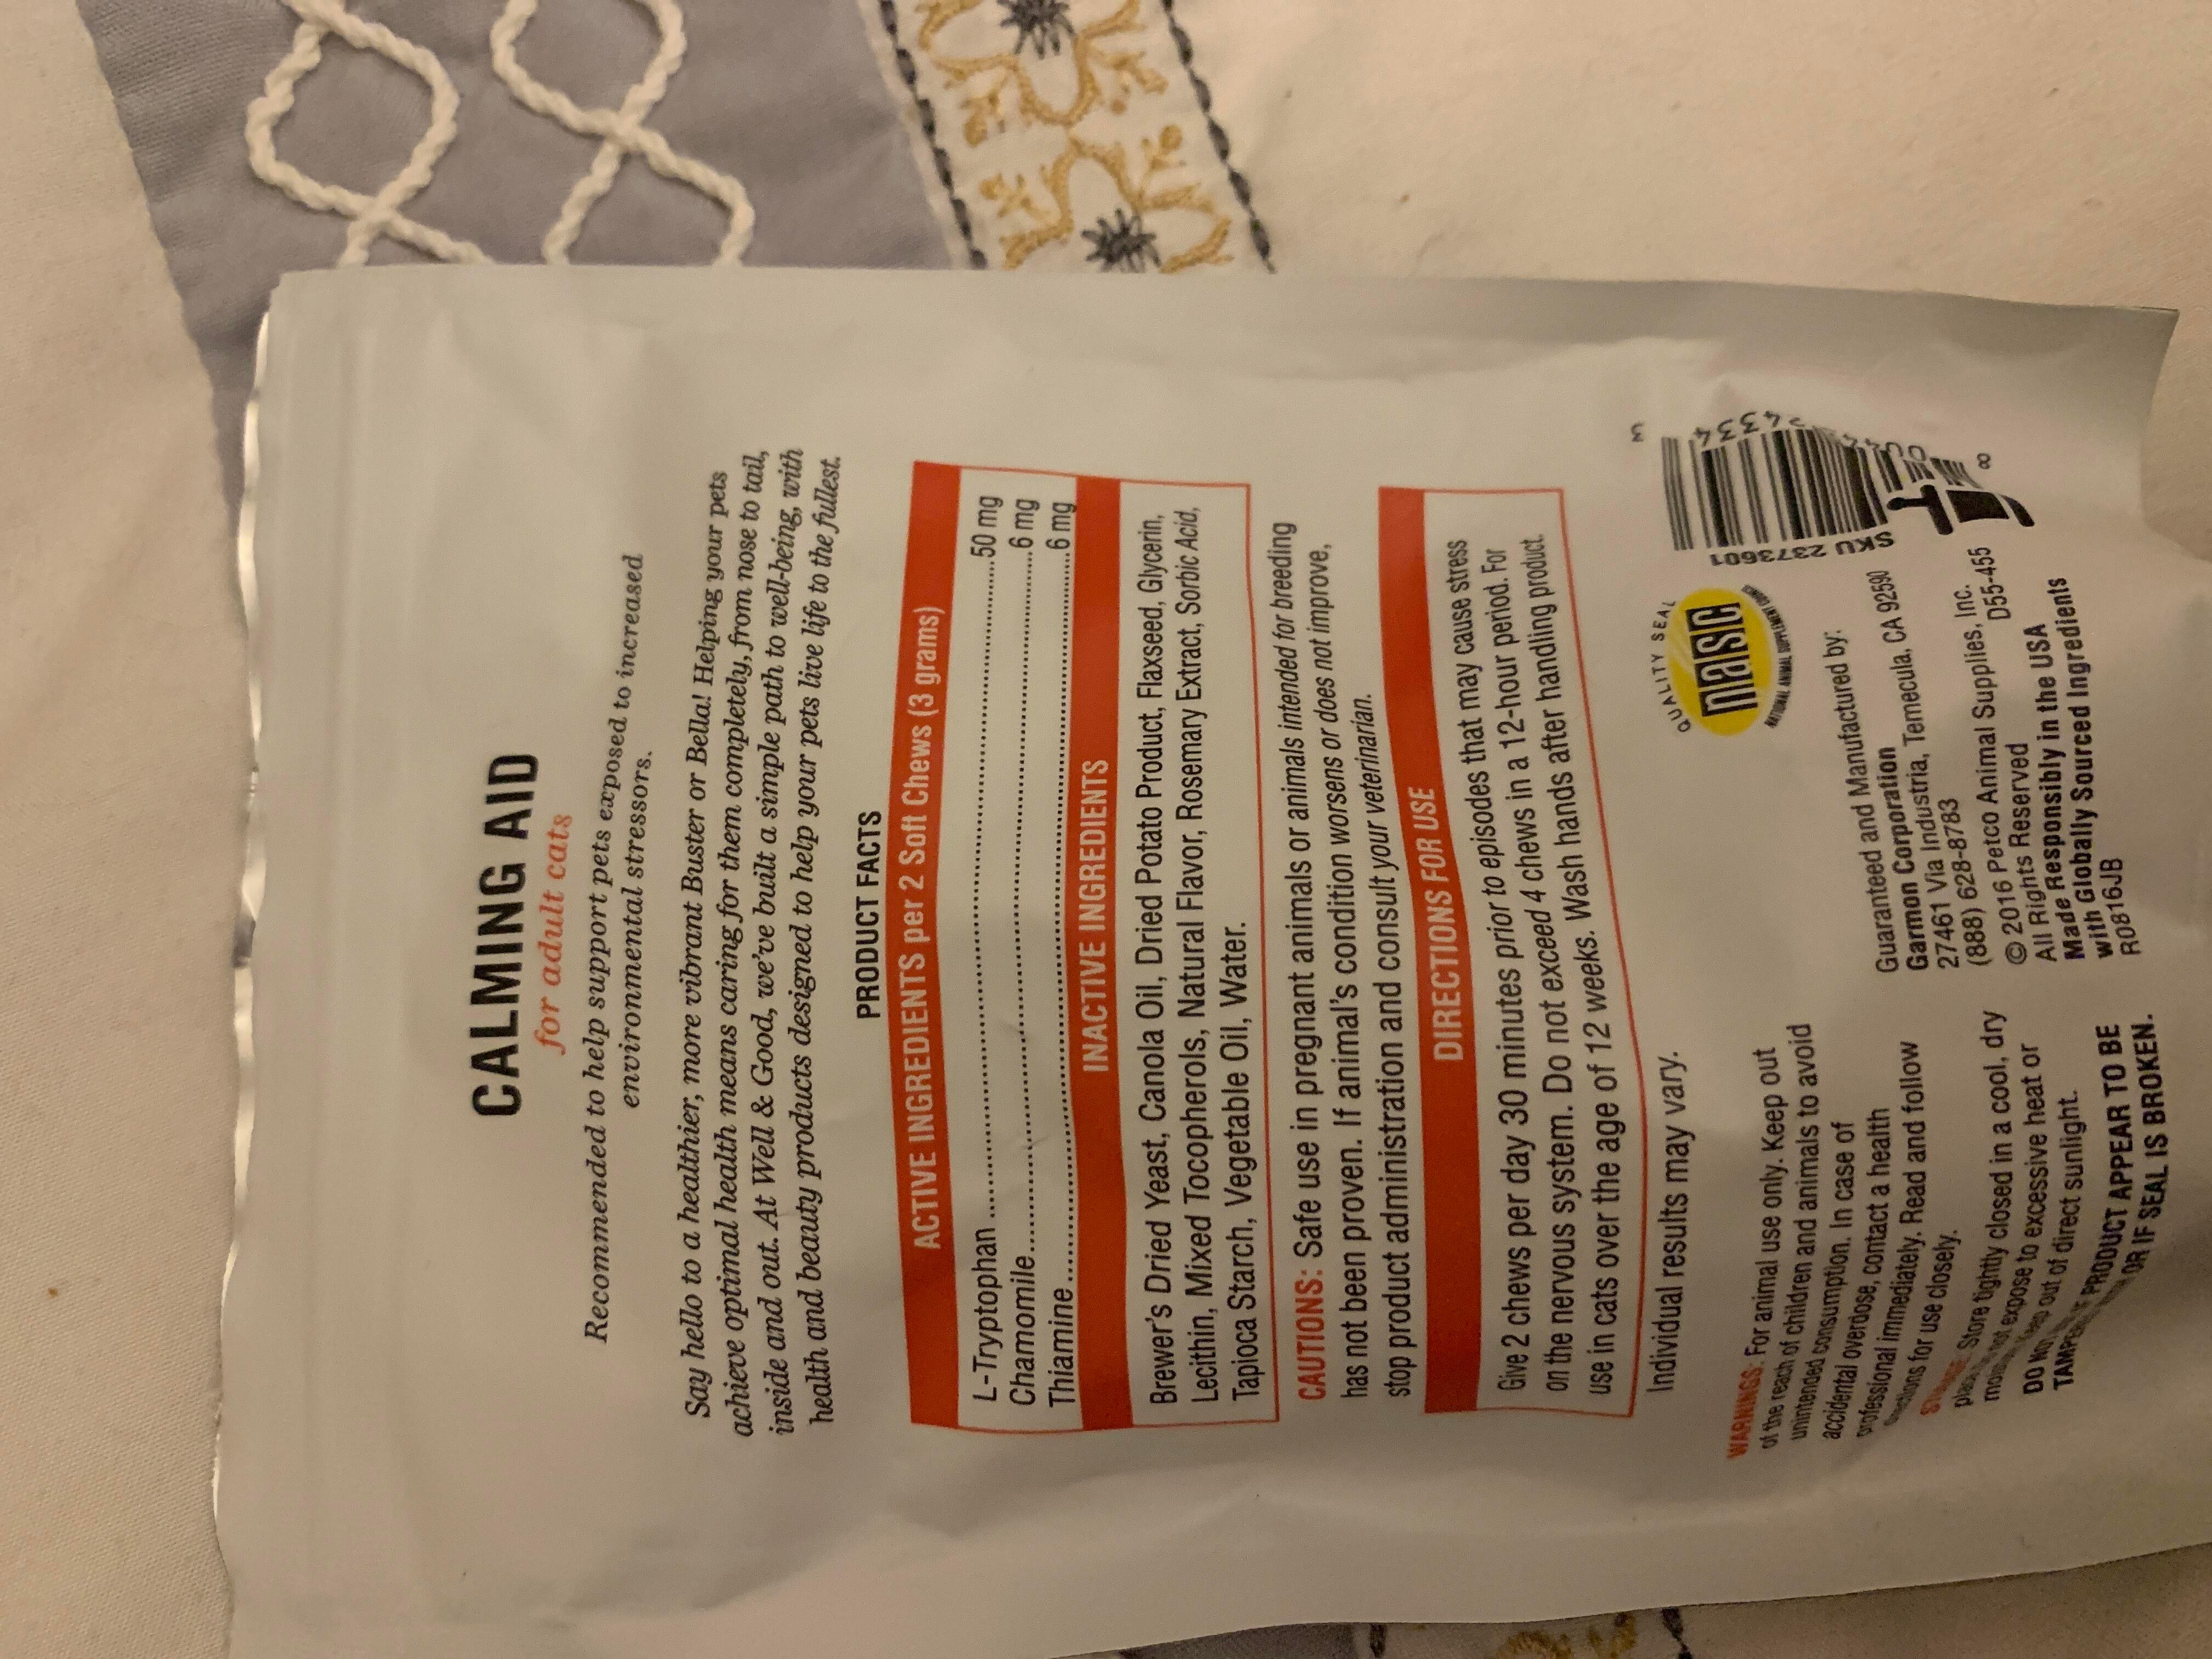 CALMING AID
for adult cats
Recommended to help support pets exposed to increased
environmental stressors.
Say hello to a healthier, more vibrant Buster or Bella! Helping your pets
achieve optimal health means caring for them completely, from nose to tail,
inside and out. At Well & Good, we've built a simple path to well-being, with
health and beauty products designed to help your pets live life to the fullest.
PRODUCT FACTS
ACTIVE INGREDIENTS per 2 Soft Chews (3 grams)
L-Tryptophan 50 mg
Chamomile 6 mg
Thiamine 6 mg
INACTIVE INGREDIENTS
Brewer's Dried Yeast, Canola Oil, Dried Potato Product, Flaxseed, Glycerin,
Lecithin, Mixed Tocopherols, Natural Flavor, Rosemary Extract, Sorbic Acid,
Tapioca Starch, Vegetable Oil, Water.
CAUTIONS: Safe use in pregnant animals or animals intended for breeding
has not been proven. If animal's condition worsens or does not improve,
stop product administration and consult your veterinarian.
DIRECTIONS FOR USE
Give 2 chews per day 30 minutes prior to episodes that may cause stress
on the nervous system. Do not exceed 4 chews in a 12-hour period. For
use in cats over the age of 12 weeks. Wash hands after handling product.
Individual results may vary.
WARNINGS: For animal use only. Keep out
of the reach of children and animals to avoid
unintended consumption. In case of
accidental overdose, contact a health
professional immediately. Read and follow
directions for use closely.
Store tightly closed in a cool, dry
not expose to excessive heat or
Keep out of direct sunlight.
DO NOT PRODUCT APPEAR TO BE
OR IF SEAL IS BROKEN.
QUALITY SEAL
nasc
NATIONAL ANIMAL SUPPLEMENT COUNCIL
Guaranteed and Manufactured by:
Garmon Corporation
27461 Via Industria, Temecula, CA 92590
(888) 628-8783
© 2016 Petco Animal Supplies, Inc.
All Rights Reserved D55-455
Made Responsibly in the USA
with Globally Sourced Ingredients
R0816JB
SKU 2373601